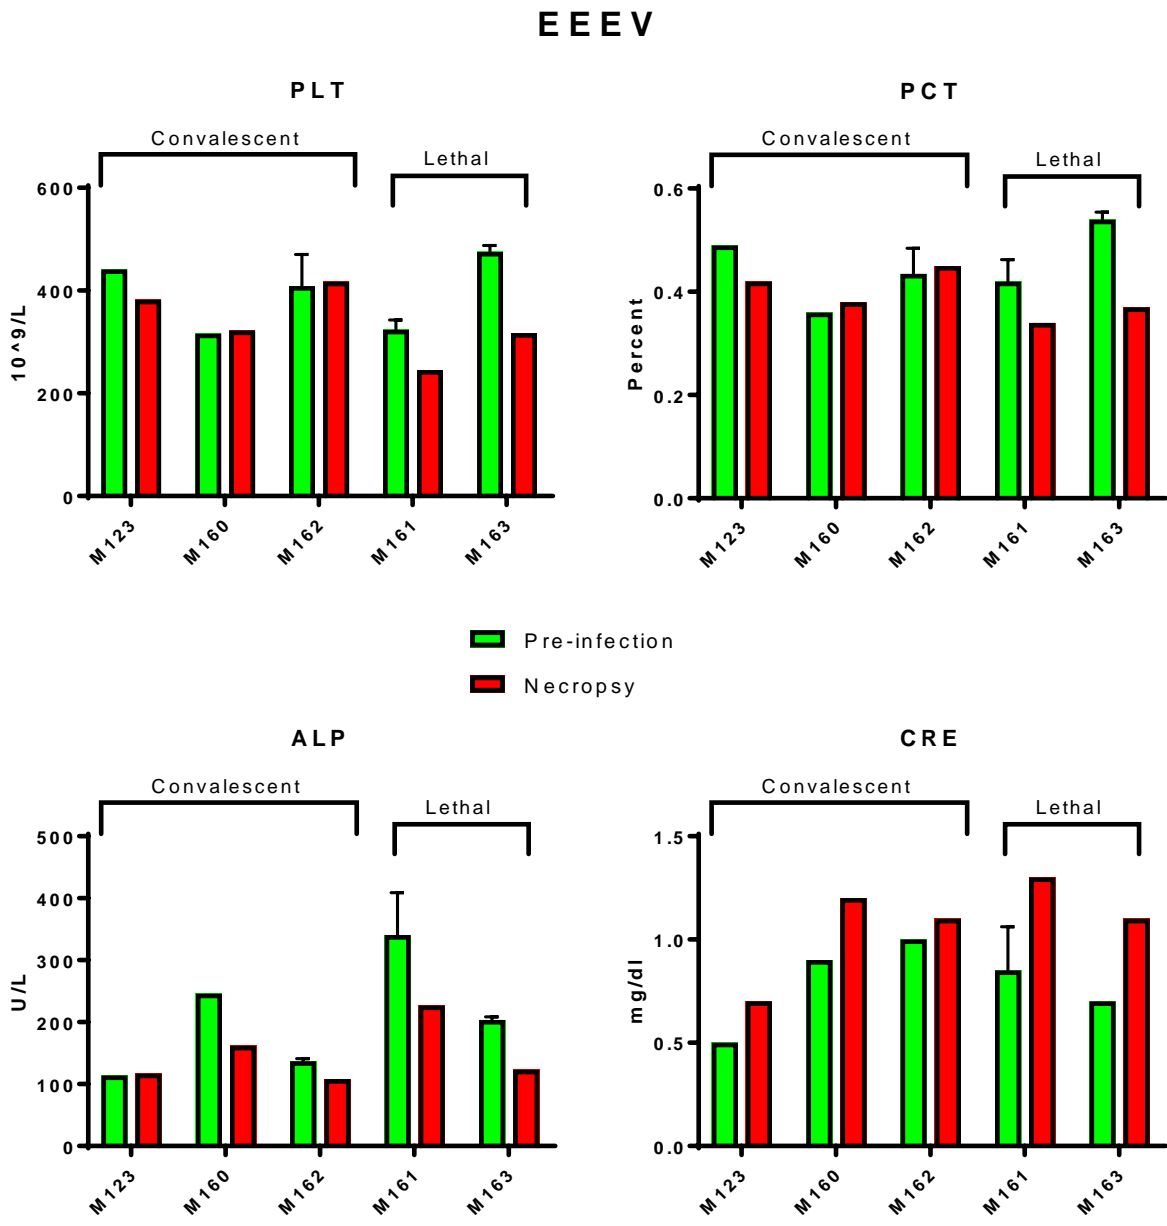 EEEV
PLT
Convalescent
Lethal
600
400
200
0
10^9/L
M123
M160
M162
M161
M163
PCT
Convalescent
Lethal
0.6
0.4
0.2
0.0
Percent
M123
M160
M162
M161
M163
Pre-infection
Necropsy
ALP
Convalescent
Lethal
500
400
300
200
100
0
U/L
M123
M160
M162
M161
M163
CRE
Convalescent
Lethal
1.5
1.0
0.5
0.0
mg/dl
M123
M160
M162
M161
M163